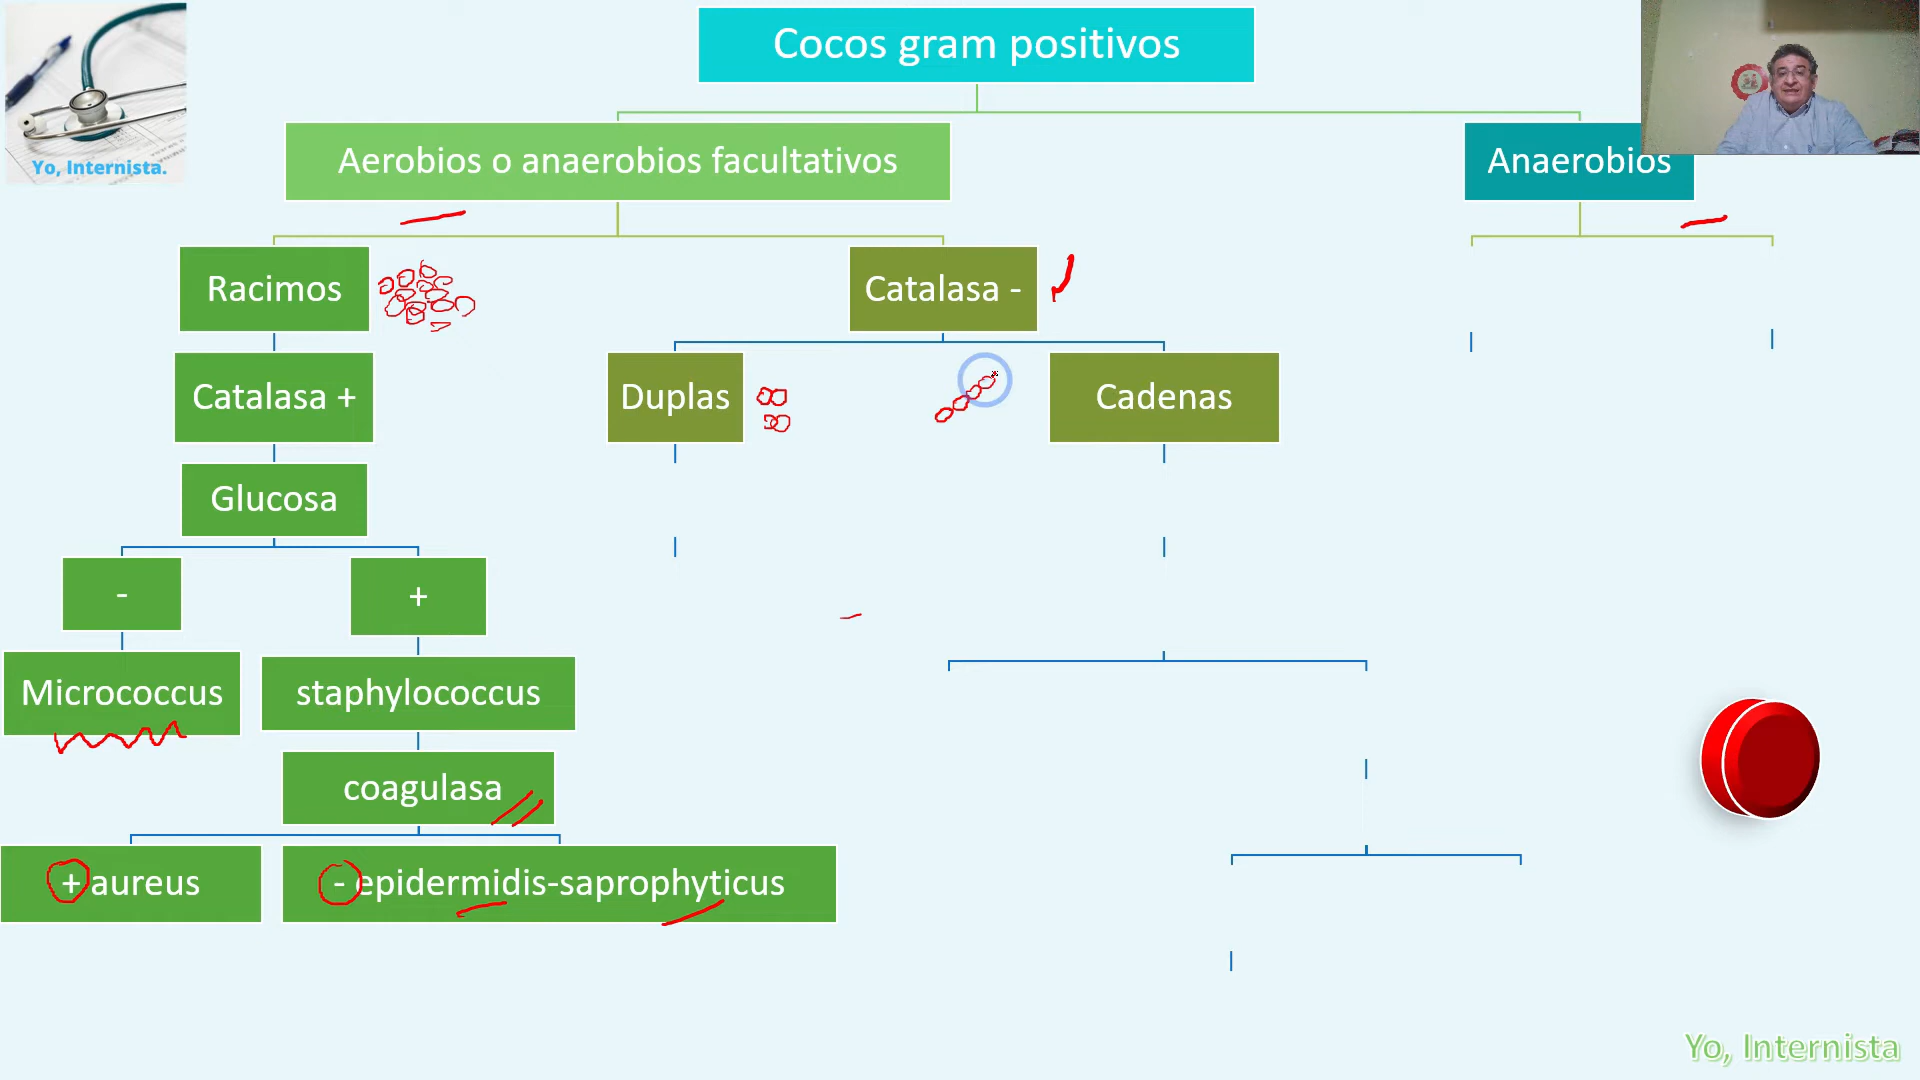 Cocos gram positivos
Yo, Internista.
Aerobios o anaerobios facultativos
Anaerobios
Racimos
Catalasa -
Catalasa +
Duplas
Cadenas
Glucosa
-
+
Micrococcus
staphylococcus
coagulasa
+ aureus
- epidermidis-saprophyticus
Yo, Internista